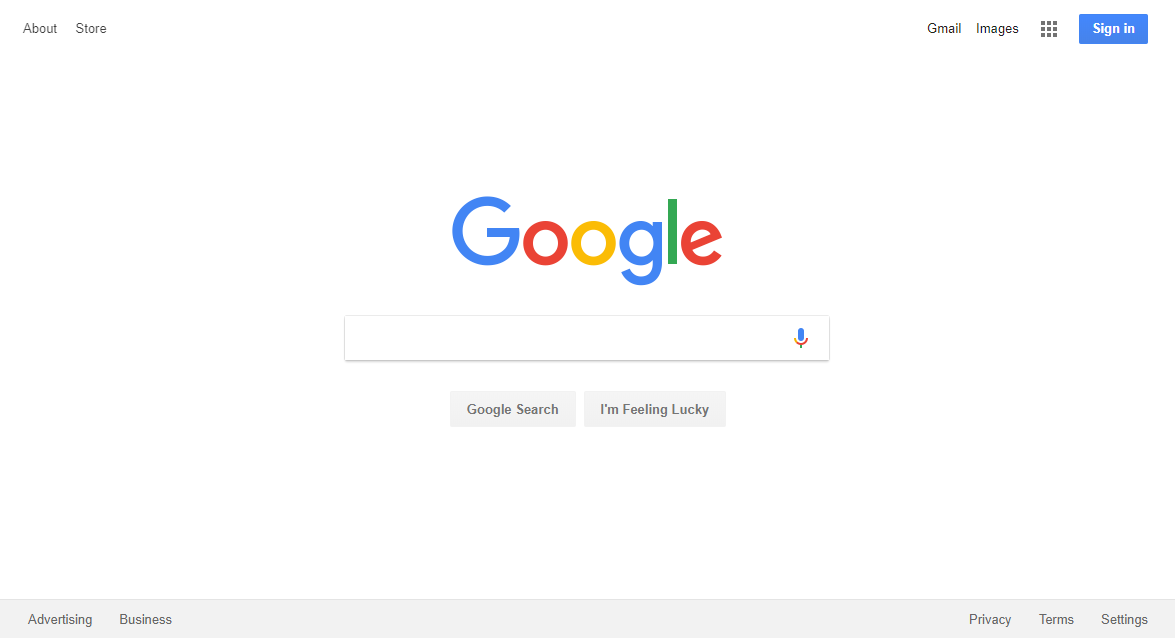 About Store Gmail Images Sign in
Google
Google Search I'm Feeling Lucky
Advertising Business Privacy Terms Settings